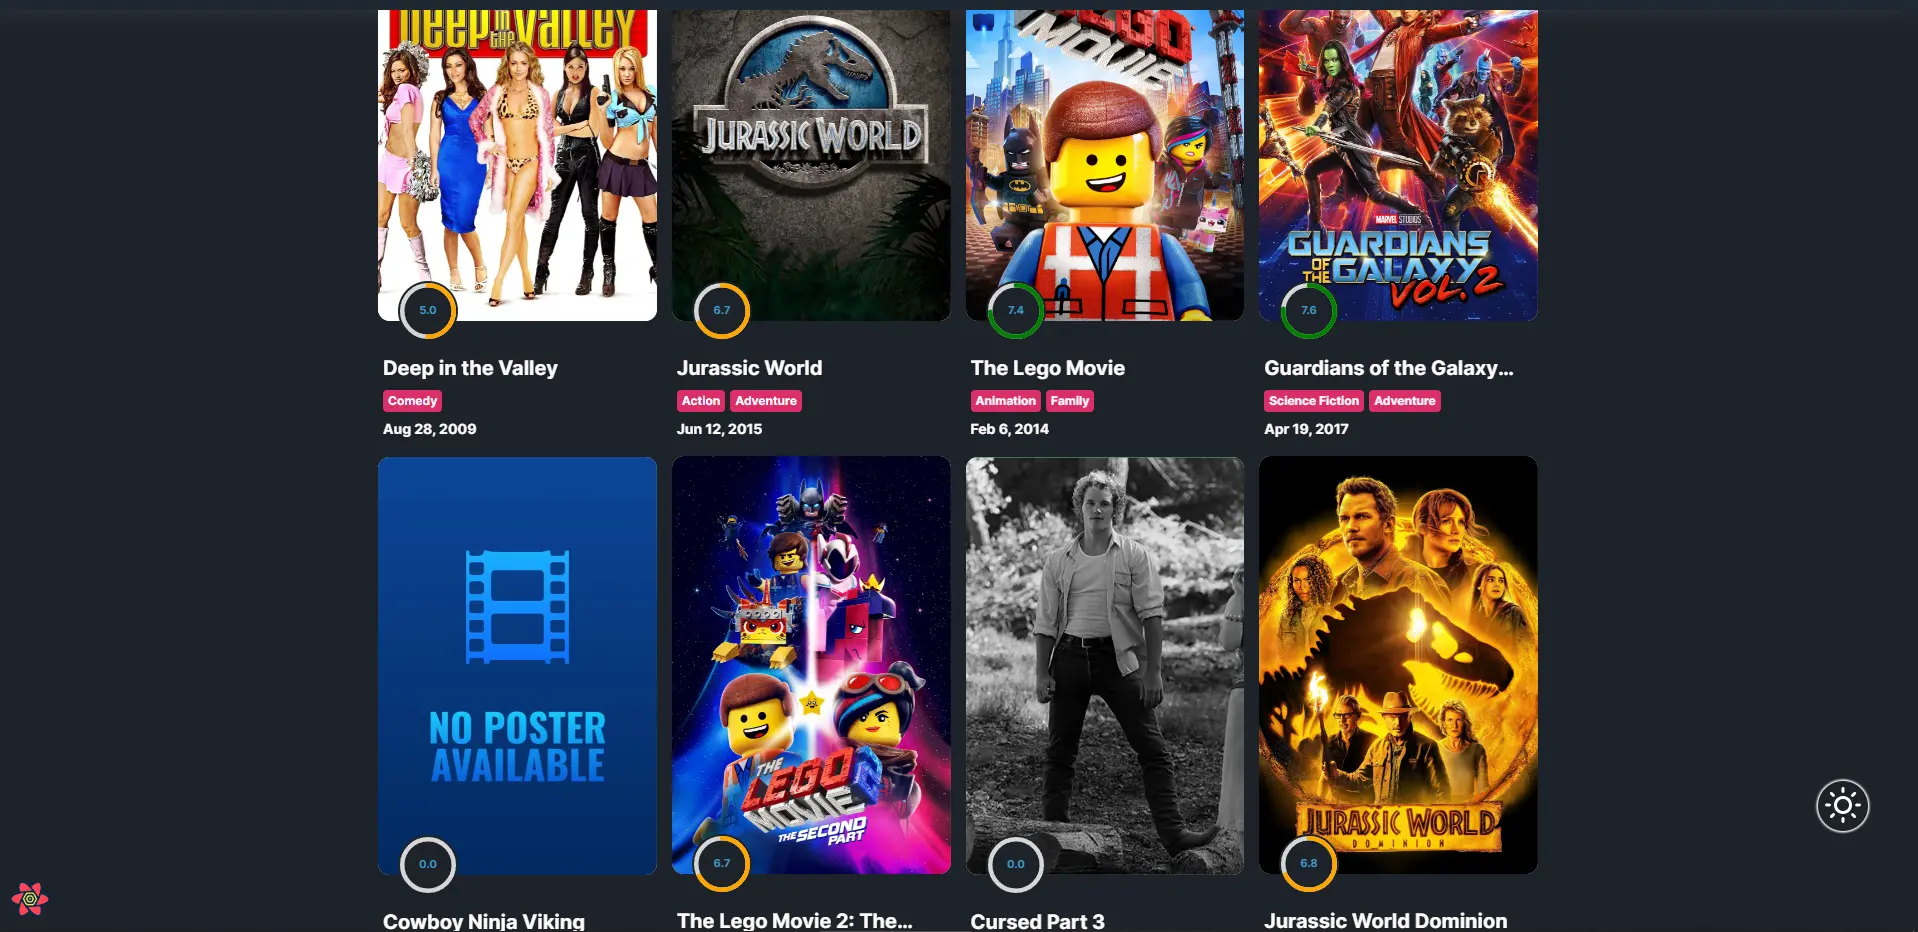 Deep in the Valley
JURASSIC WORLD
LEGO
MOVIE
MARVEL STUDIOS
GUARDIANS
OF THE GALAXY
VOL. 2
5.0
6.7
7.4
7.6
Deep in the Valley
Jurassic World
The Lego Movie
Guardians of the Galaxy...
Comedy
Action
Adventure
Animation
Family
Science Fiction
Adventure
Aug 28, 2009
Jun 12, 2015
Feb 6, 2014
Apr 19, 2017
NO POSTER
AVAILABLE
THE
LEGO
MOVIE 2
THE SECOND
PART
JURASSIC WORLD
DOMINION
0.0
6.7
0.0
6.8
Cowboy Ninja Viking
The Lego Movie 2: The...
Cursed Part 3
Jurassic World Dominion